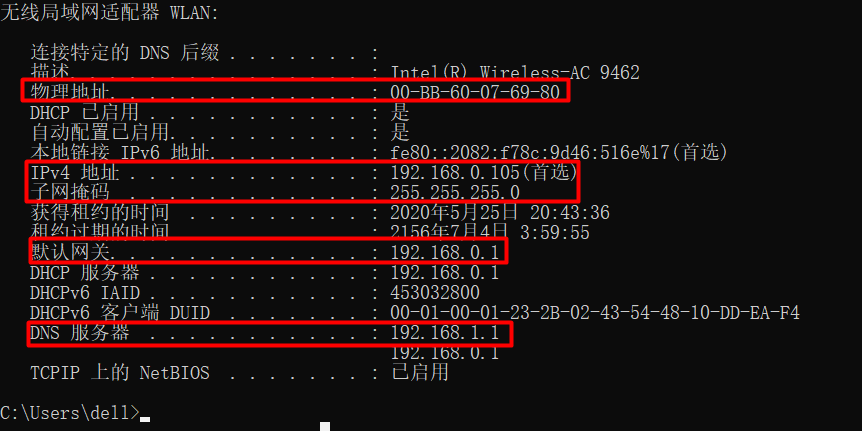 无线局域网适配器 WLAN:
连接特定的 DNS 后缀 . . . . . . . :
描述. . . . . . . . . . . . . . . : Intel(R) Wireless-AC 9462
物理地址. . . . . . . . . . . . . : 00-BB-60-07-69-80
DHCP 已启用 . . . . . . . . . . . : 是
自动配置已启用. . . . . . . . . . : 是
本地链接 IPv6 地址. . . . . . . . : fe80::2082:f78c:9d46:516e%17(首选)
IPv4 地址 . . . . . . . . . . . . : 192.168.0.105(首选)
子网掩码 . . . . . . . . . . . . : 255.255.255.0
获得租约的时间 . . . . . . . . . : 2020年5月25日 20:43:36
租约过期的时间 . . . . . . . . . : 2156年7月4日 3:59:55
默认网关. . . . . . . . . . . . . : 192.168.0.1
DHCP 服务器 . . . . . . . . . . . : 192.168.0.1
DHCPv6 IAID . . . . . . . . . . . : 453032800
DHCPv6 客户端 DUID . . . . . . . : 00-01-00-01-23-2B-02-43-54-48-10-DD-EA-F4
DNS 服务器 . . . . . . . . . . . : 192.168.1.1
192.168.0.1
TCPIP 上的 NetBIOS . . . . . . . : 已启用
C:\Users\dell>